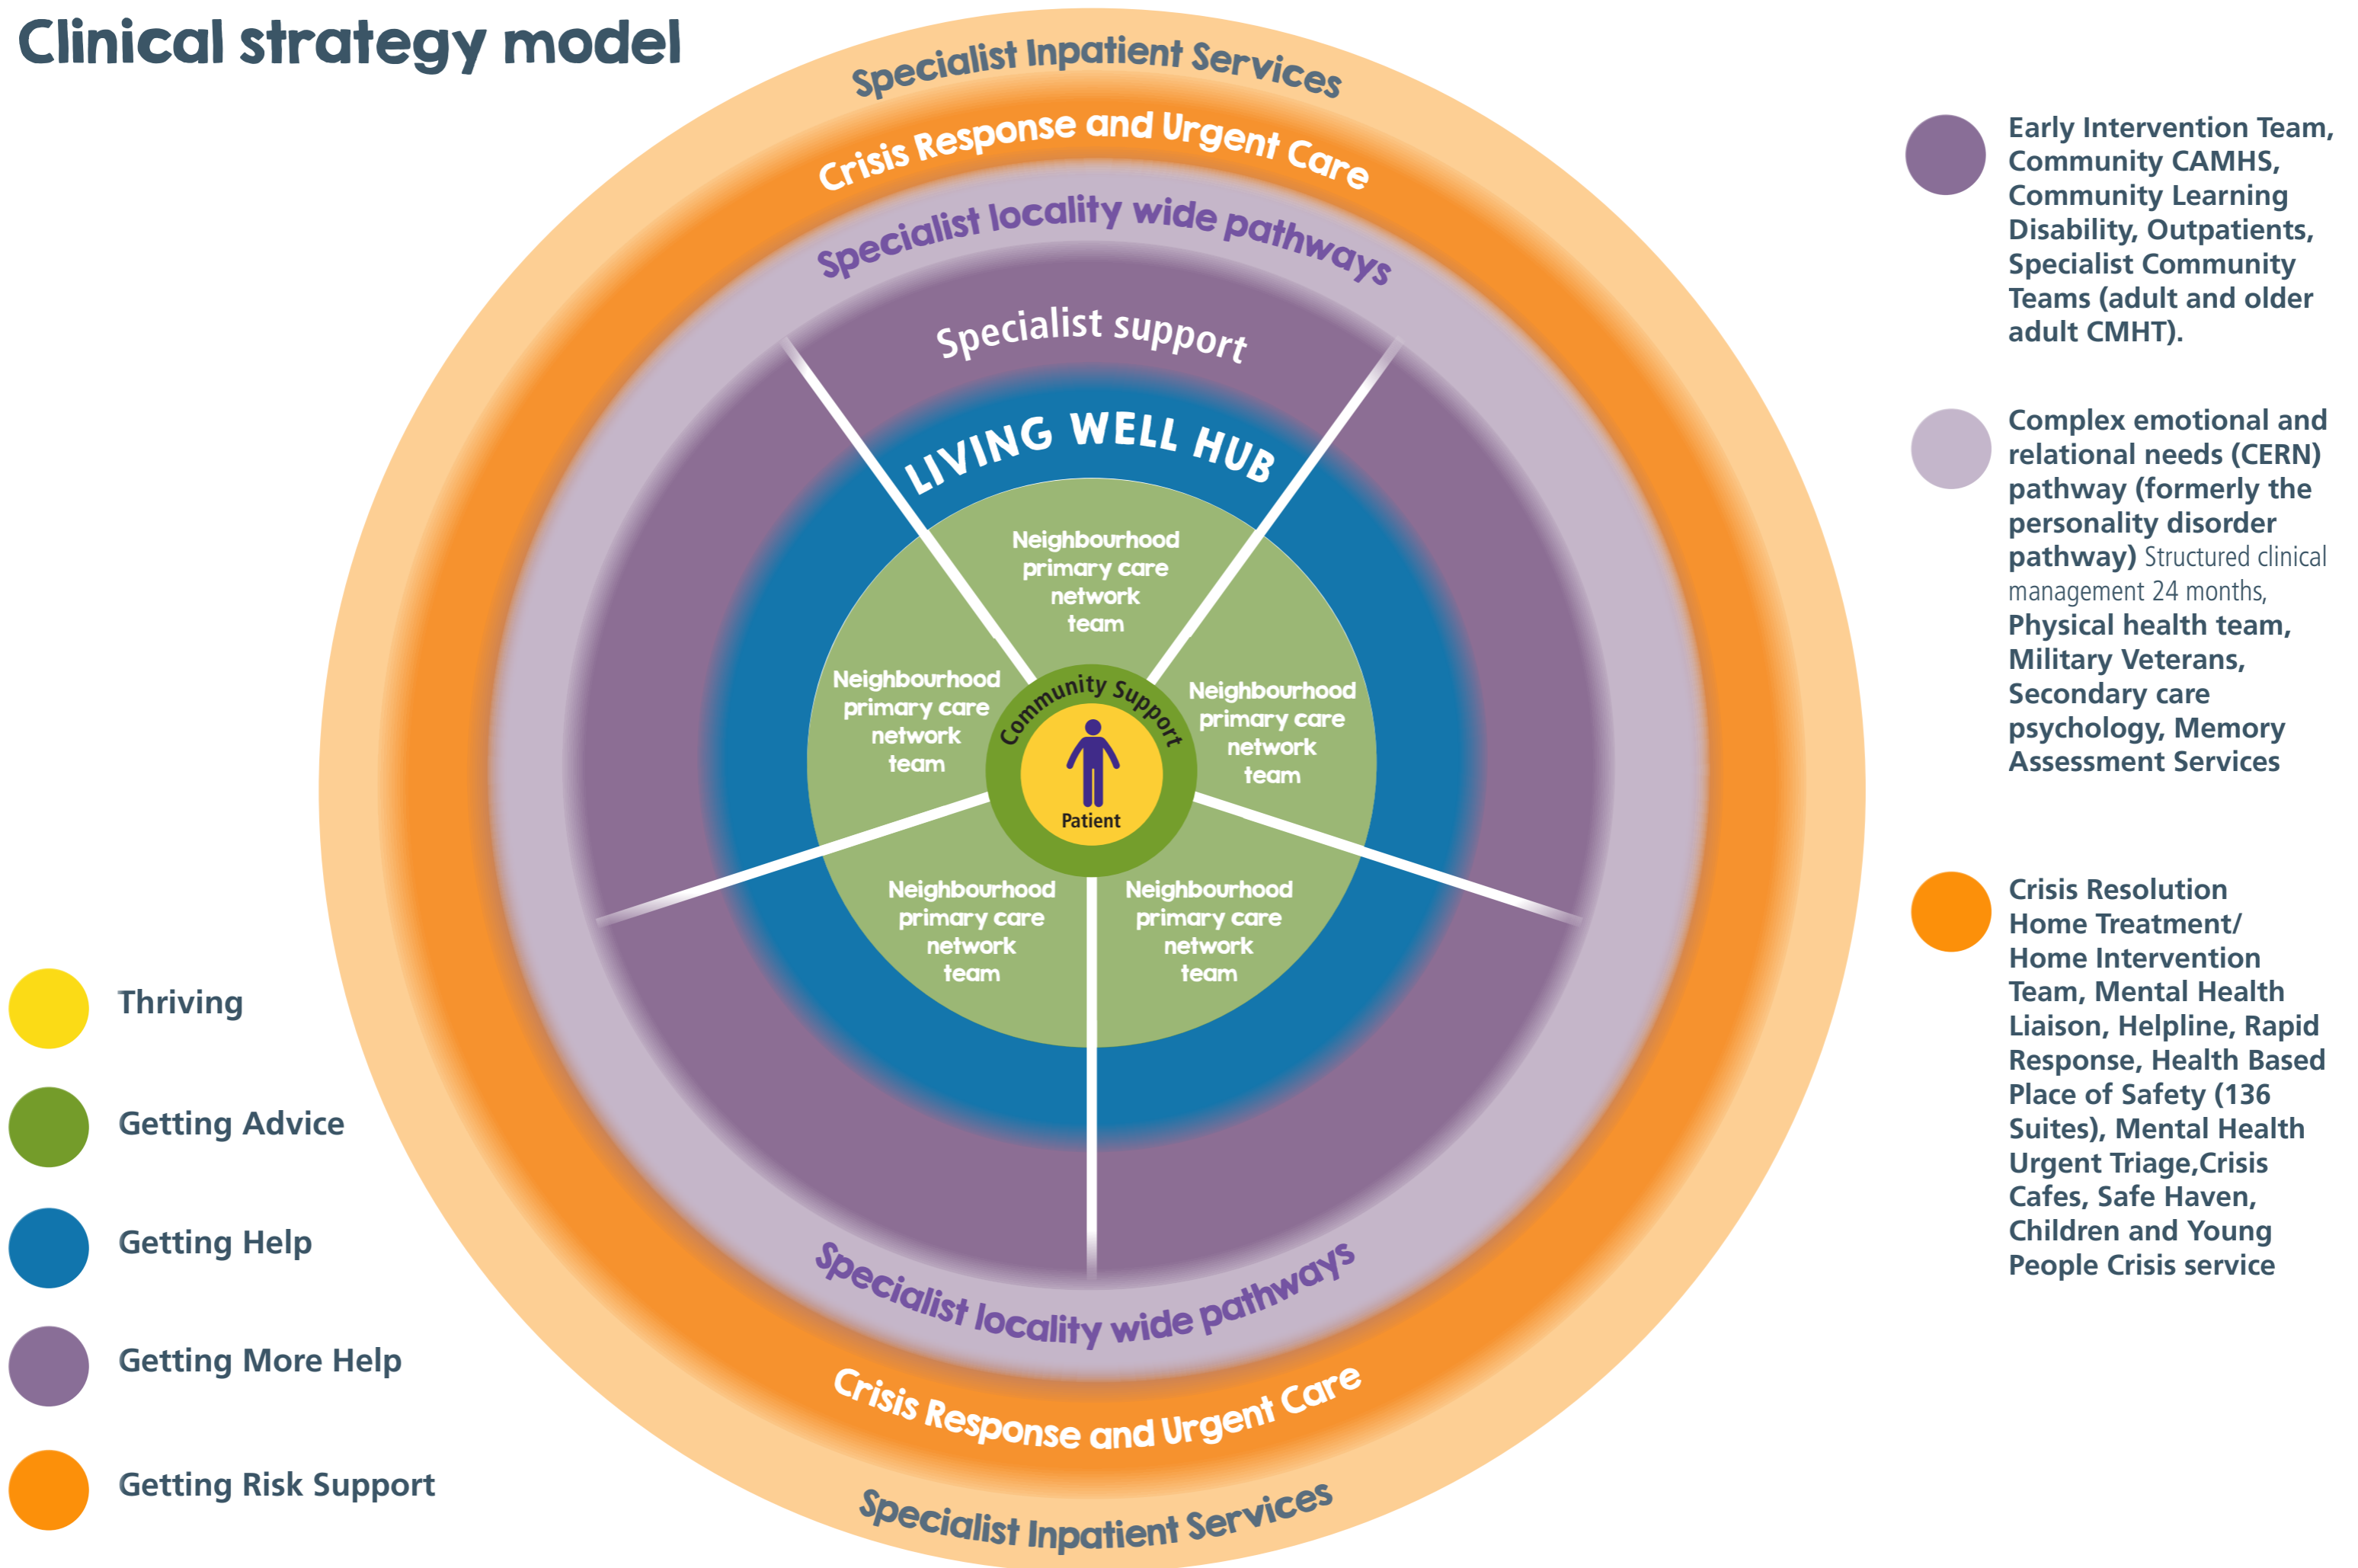 Clinical strategy model
Specialist Inpatient Services
Crisis Response and Urgent Care
Specialist locality wide pathways
Specialist support
LIVING WELL HUB
Neighbourhood
primary care
network
team
Neighbourhood
primary care
network
team
Neighbourhood
primary care
network
team
Community Support
Patient
Neighbourhood
primary care
network
team
Neighbourhood
primary care
network
team
Specialist locality wide pathways
Crisis Response and Urgent Care
Specialist Inpatient Services
Thriving
Getting Advice
Getting Help
Getting More Help
Getting Risk Support
Early Intervention Team,
Community CAMHS,
Community Learning
Disability, Outpatients,
Specialist Community
Teams (adult and older
adult CMHT).
Complex emotional and
relational needs (CERN)
pathway (formerly the
personality disorder
pathway) Structured clinical
management 24 months,
Physical health team,
Military Veterans,
Secondary care
psychology, Memory
Assessment Services
Crisis Resolution
Home Treatment/
Home Intervention
Team, Mental Health
Liaison, Helpline, Rapid
Response, Health Based
Place of Safety (136
Suites), Mental Health
Urgent Triage,Crisis
Cafes, Safe Haven,
Children and Young
People Crisis service